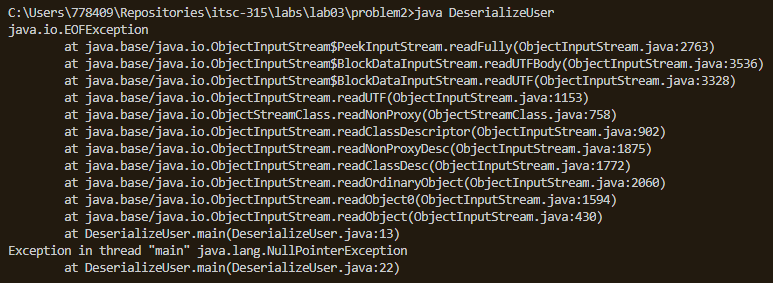 C:\Users\778409\Repositories\itsc-315\labs\lab03\problem2>java DeserializeUser
java.io.EOFException
at java.base/java.io.ObjectInputStream$PeekInputStream.readFully(ObjectInputStream.java:2763)
at java.base/java.io.ObjectInputStream$BlockDataInputStream.readUTFBody(ObjectInputStream.java:3536)
at java.base/java.io.ObjectInputStream$BlockDataInputStream.readUTF(ObjectInputStream.java:3328)
at java.base/java.io.ObjectInputStream.readUTF(ObjectInputStream.java:1153)
at java.base/java.io.ObjectStreamClass.readNonProxy(ObjectStreamClass.java:758)
at java.base/java.io.ObjectInputStream.readClassDescriptor(ObjectInputStream.java:902)
at java.base/java.io.ObjectInputStream.readNonProxyDesc(ObjectInputStream.java:1875)
at java.base/java.io.ObjectInputStream.readClassDesc(ObjectInputStream.java:1772)
at java.base/java.io.ObjectInputStream.readOrdinaryObject(ObjectInputStream.java:2060)
at java.base/java.io.ObjectInputStream.readObject0(ObjectInputStream.java:1594)
at java.base/java.io.ObjectInputStream.readObject(ObjectInputStream.java:430)
at DeserializeUser.main(DeserializeUser.java:13)
Exception in thread "main" java.lang.NullPointerException
at DeserializeUser.main(DeserializeUser.java:22)